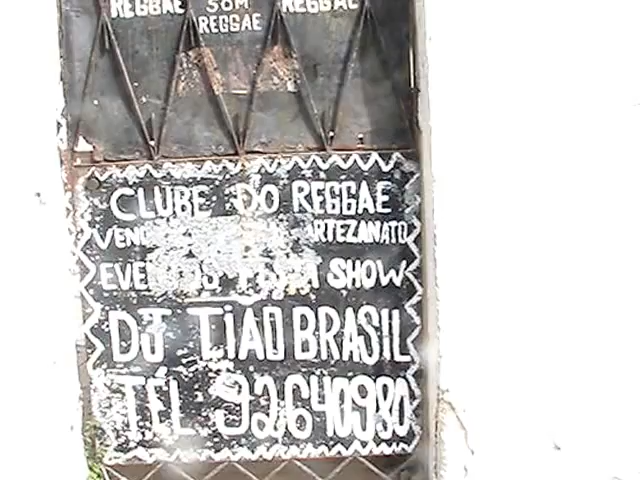 REGGAE SOM REGGAE
REGGAE
CLUBE DO REGGAE
ARTEZANATO
SHOW
DJ TIAO BRASIL
TEL 92640980